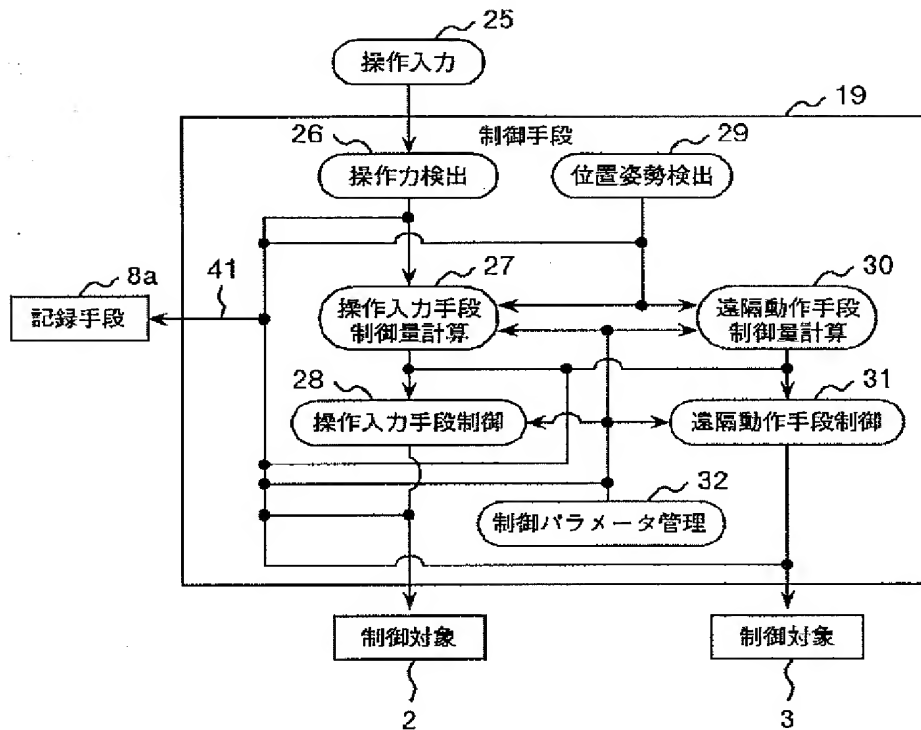 25
操作入力
19
制御手段
26
29
操作力検出
位置姿勢検出
8a
41
27
30
記録手段
操作入力手段
制御量計算
遠隔動作手段
制御量計算
28
31
操作入力手段制御
遠隔動作手段制御
32
制御パラメータ管理
制御対象
制御対象
2
3